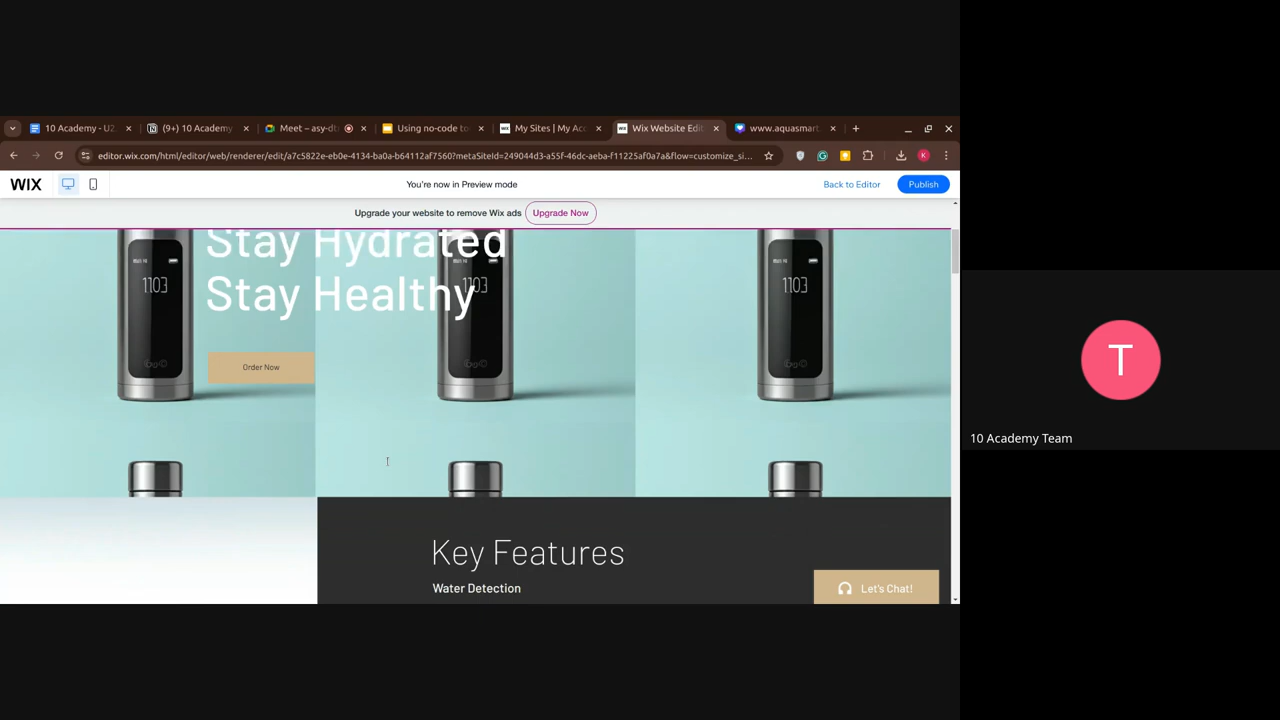 10 Academy - U2
(9+) 10 Academy
Meet – asy-dt
Using no-code to
My Sites | My Acc
Wix Website Edit
www.aquasmart.
editor.wix.com/html/editor/web/renderer/edit/a7c5822e-eb0e-4134-ba0a-b64112af7560?metaSiteId=249044d3-a55f-46dc-aeba-f11225af0a7a&flow=customize_si...
K
WIX
You're now in Preview mode
Back to Editor
Publish
Upgrade your website to remove Wix ads
Upgrade Now
Stay Hydrated
Stay Healthy
1103
1103
1103
Order Now
Key Features
Water Detection
Let's Chat!
T
10 Academy Team